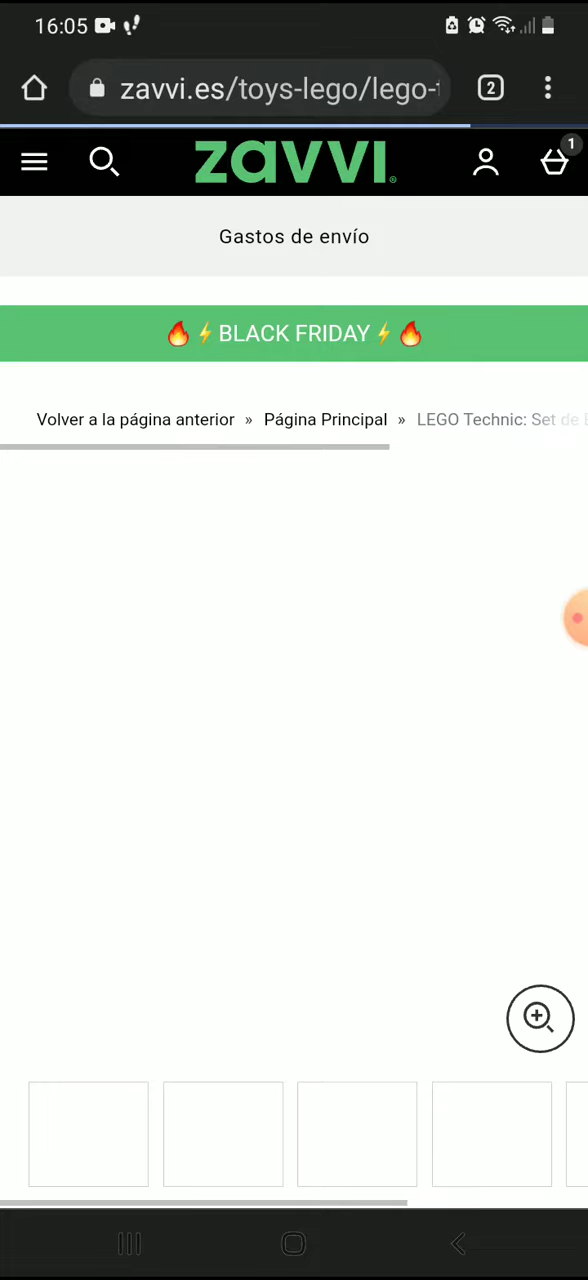 16:05
zavvi.es/toys-lego/lego-
2
zavvi
1
Gastos de envío
🔥⚡BLACK FRIDAY⚡🔥
Volver a la página anterior » Página Principal » LEGO Technic: Set de